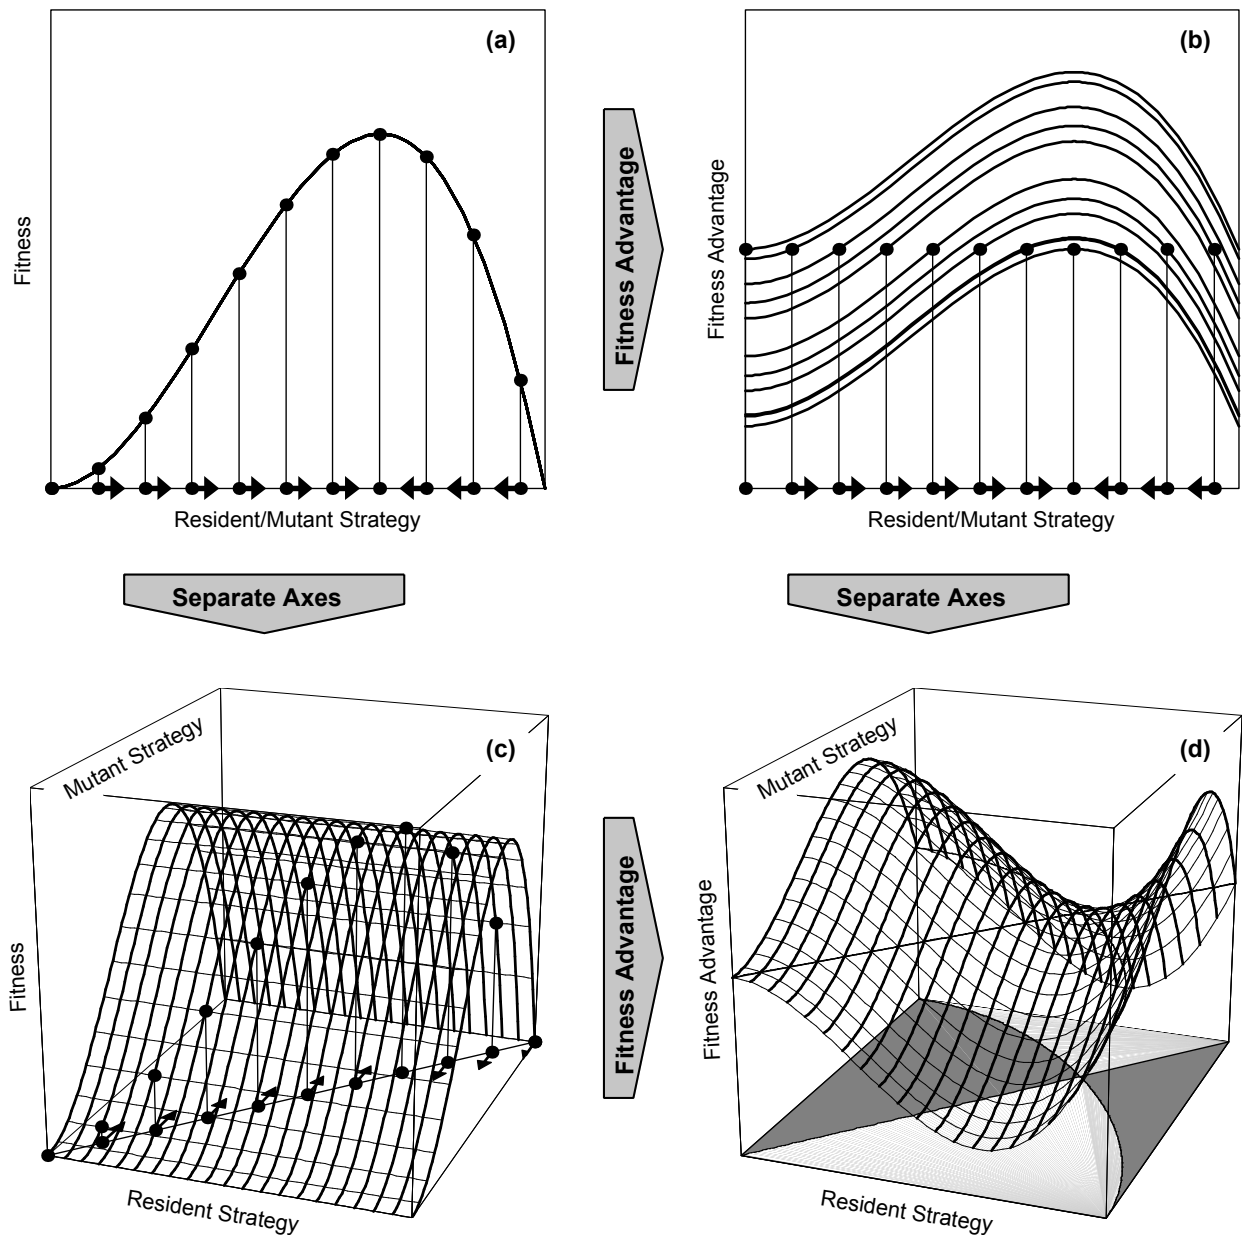 (a)
Fitness
Resident/Mutant Strategy
Fitness Advantage
(b)
Fitness Advantage
Resident/Mutant Strategy
Separate Axes
Separate Axes
(c)
Mutant Strategy
Fitness
Resident Strategy
Fitness Advantage
(d)
Mutant Strategy
Fitness Advantage
Resident Strategy